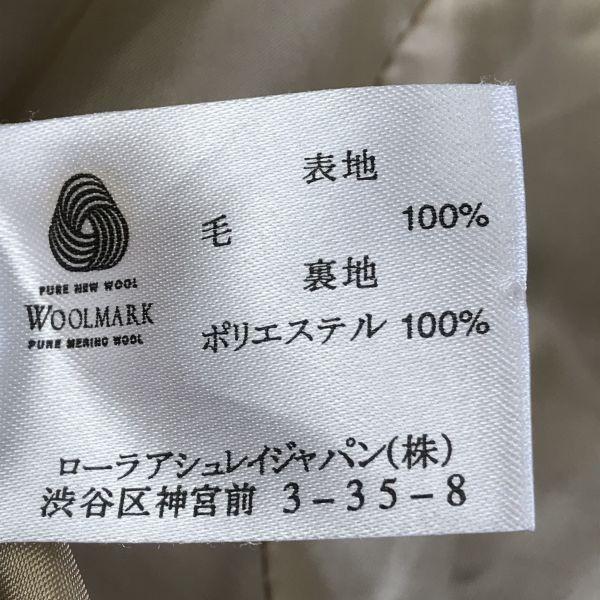 表地
毛 100%
裏地
ポリエステル 100%
PURE NEW WOOL
WOOLMARK
PURE MERINO WOOL
ローラアシュレイジャパン(株)
渋谷区神宮前 3-35-8